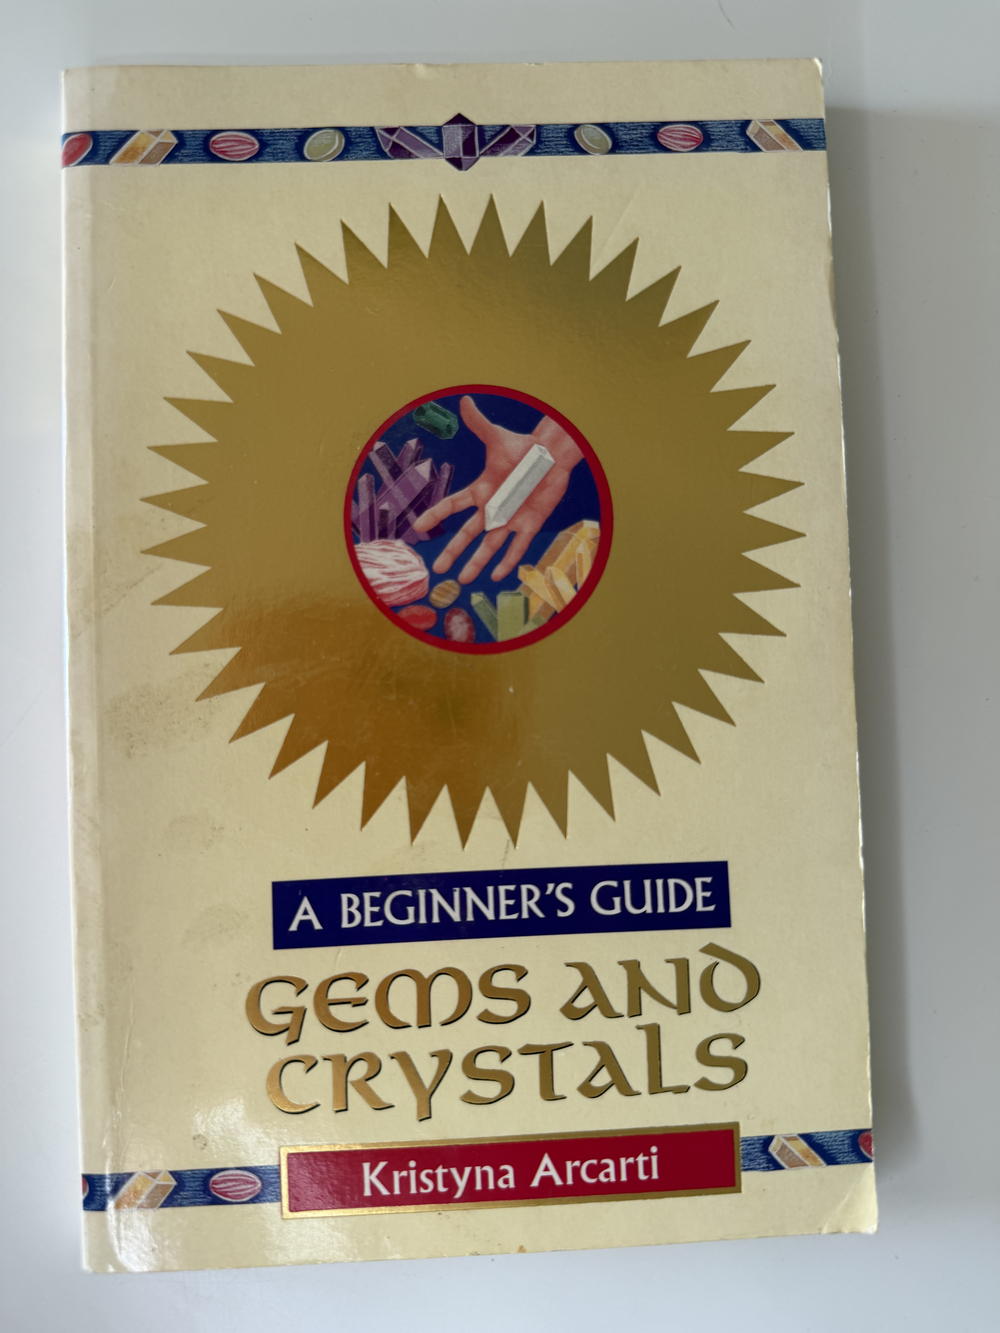 A BEGINNER'S GUIDE
GEMS AND
CRYSTALS
Kristyna Arcarti